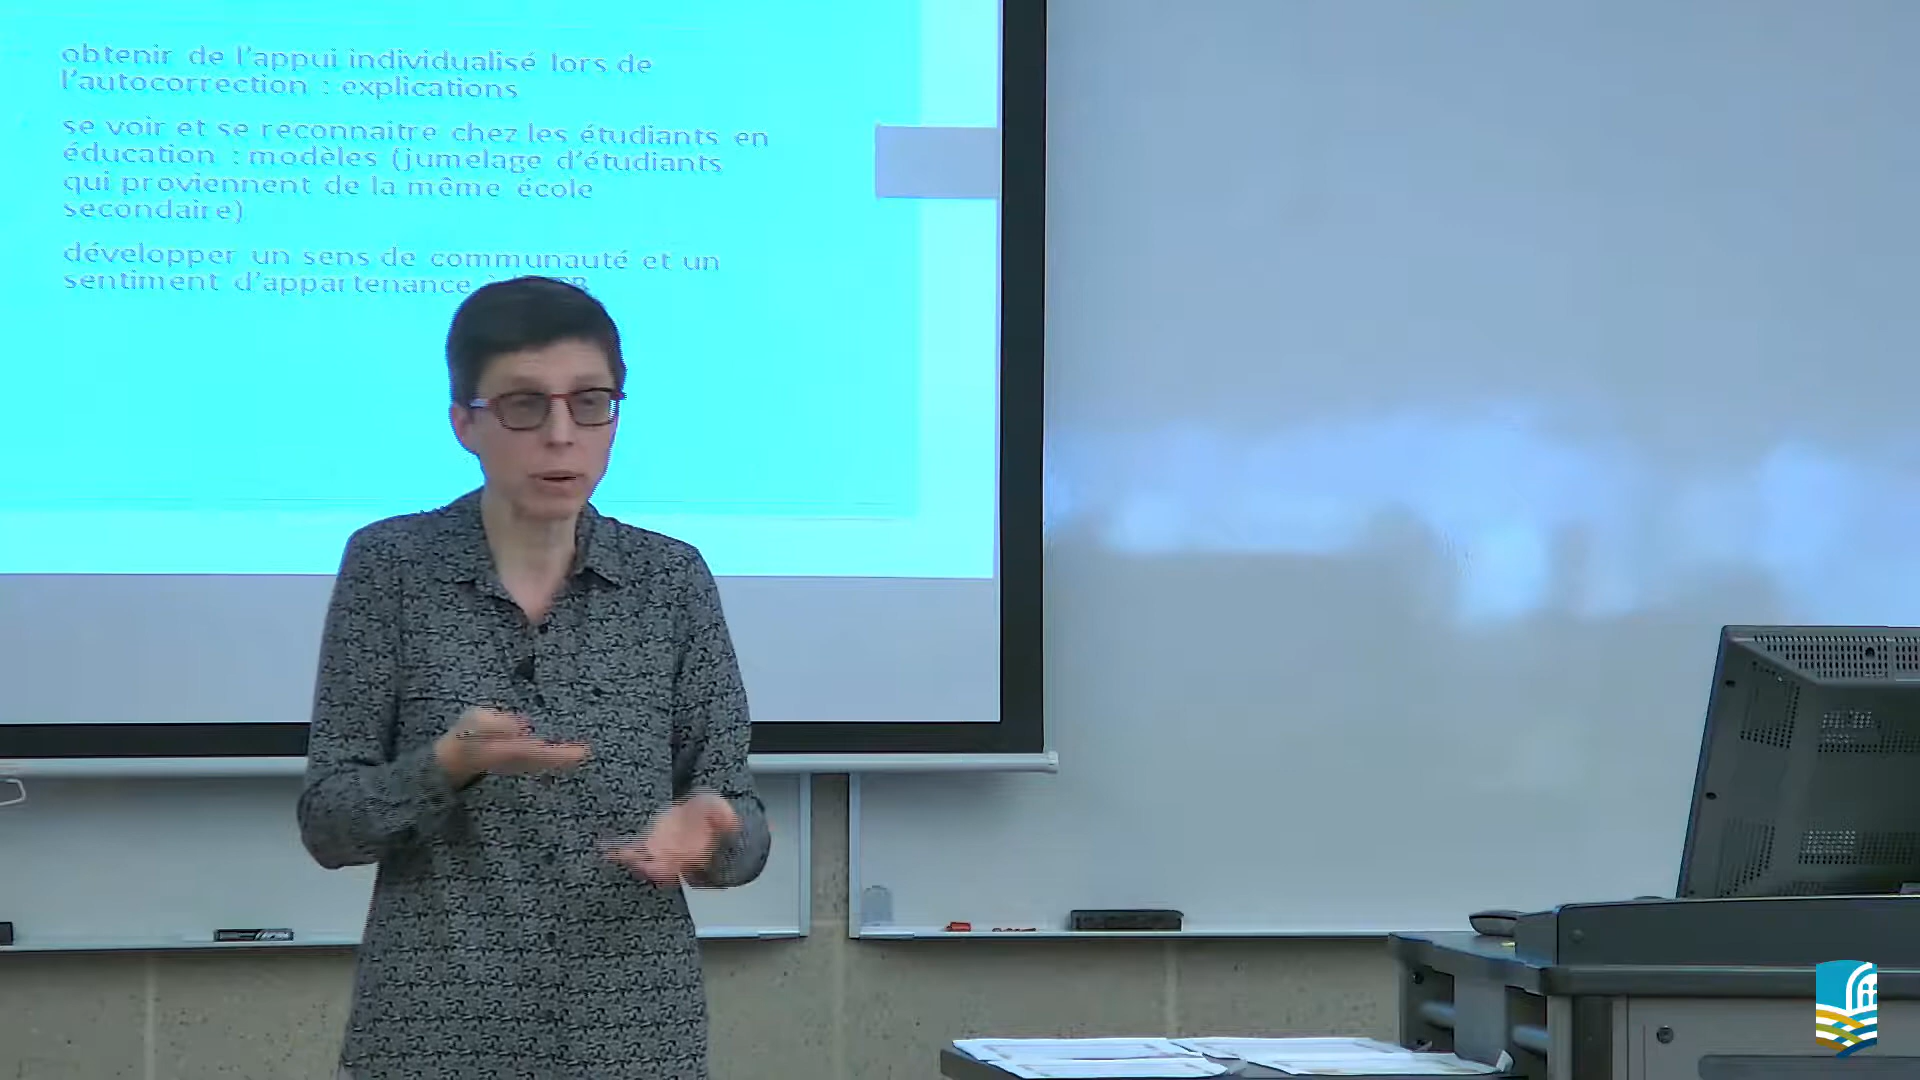 obtenir de l'appui individualisé lors de
l'autocorrection : explications
se voir et se reconnaitre chez les étudiants en
éducation : modèles (jumelage d'étudiants
qui proviennent de la même école
secondaire)
développer un sens de communauté et un
sentiment d'appartenance